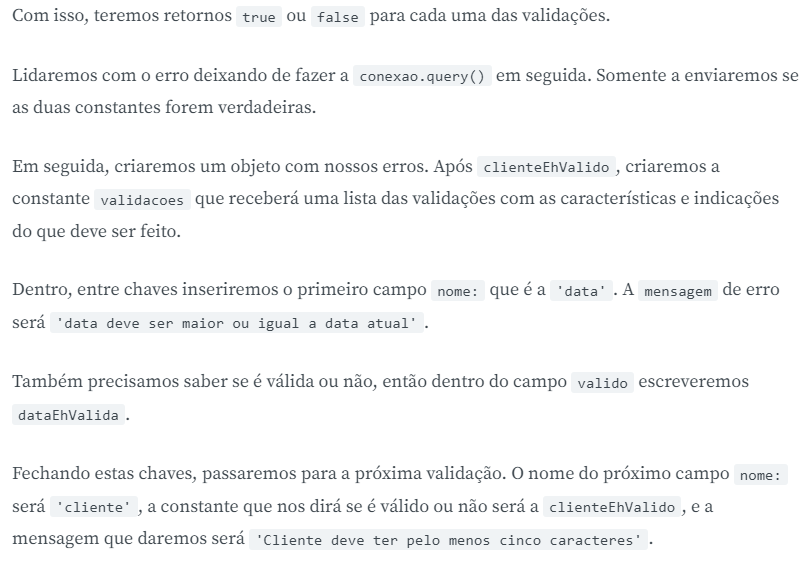 Com isso, teremos retornos true ou false para cada uma das validações.
Lidaremos com o erro deixando de fazer a conexao.query() em seguida. Somente a enviaremos se
as duas constantes forem verdadeiras.
Em seguida, criaremos um objeto com nossos erros. Após clienteEhValido, criaremos a
constante validacoes que receberá uma lista das validações com as características e indicações
do que deve ser feito.
Dentro, entre chaves inseriremos o primeiro campo nome: que é a 'data'. A mensagem de erro
será 'data deve ser maior ou igual a data atual'.
Também precisamos saber se é válida ou não, então dentro do campo valido escreveremos
dataEhValida.
Fechando estas chaves, passaremos para a próxima validação. O nome do próximo campo nome:
será 'cliente', a constante que nos dirá se é válido ou não será a clienteEhValido, e a
mensagem que daremos será 'Cliente deve ter pelo menos cinco caracteres'.